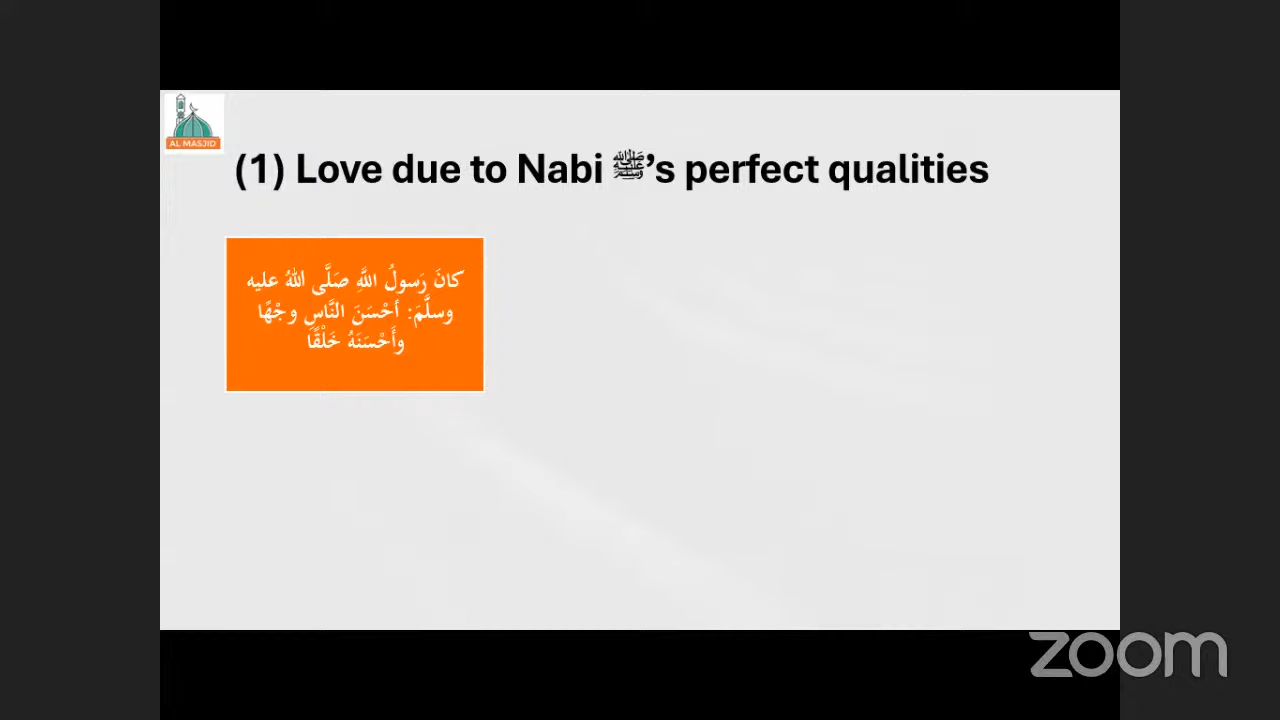 AL MASJID
(1) Love due to Nabi ﷺ’s perfect qualities
كانَ رَسولُ اللَّهِ صَلَّى اللهُ عليه
وسلَّمَ: أحْسَنَ النَّاسِ وجْهًا
وأَحْسَنَهُ خَلْقًا
zoom